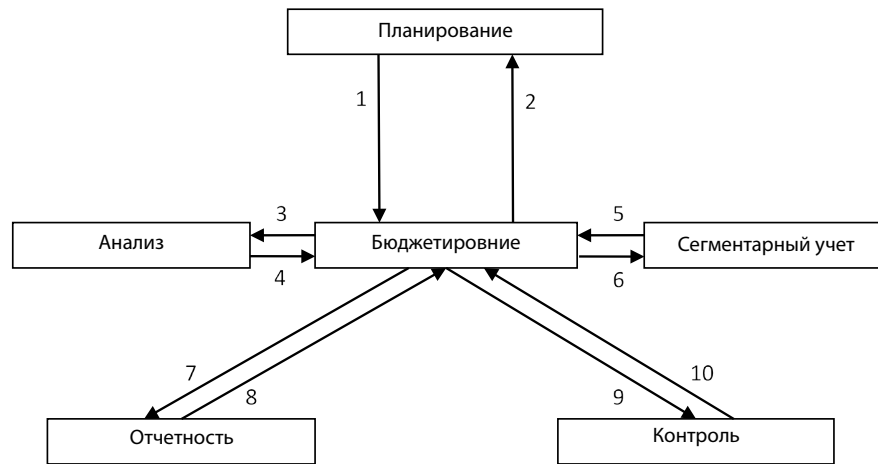 Планирование
1
2
3
5
Анализ
Бюджетировние
Сегментарный учет
4
6
7
8
9
10
Отчетность
Контроль